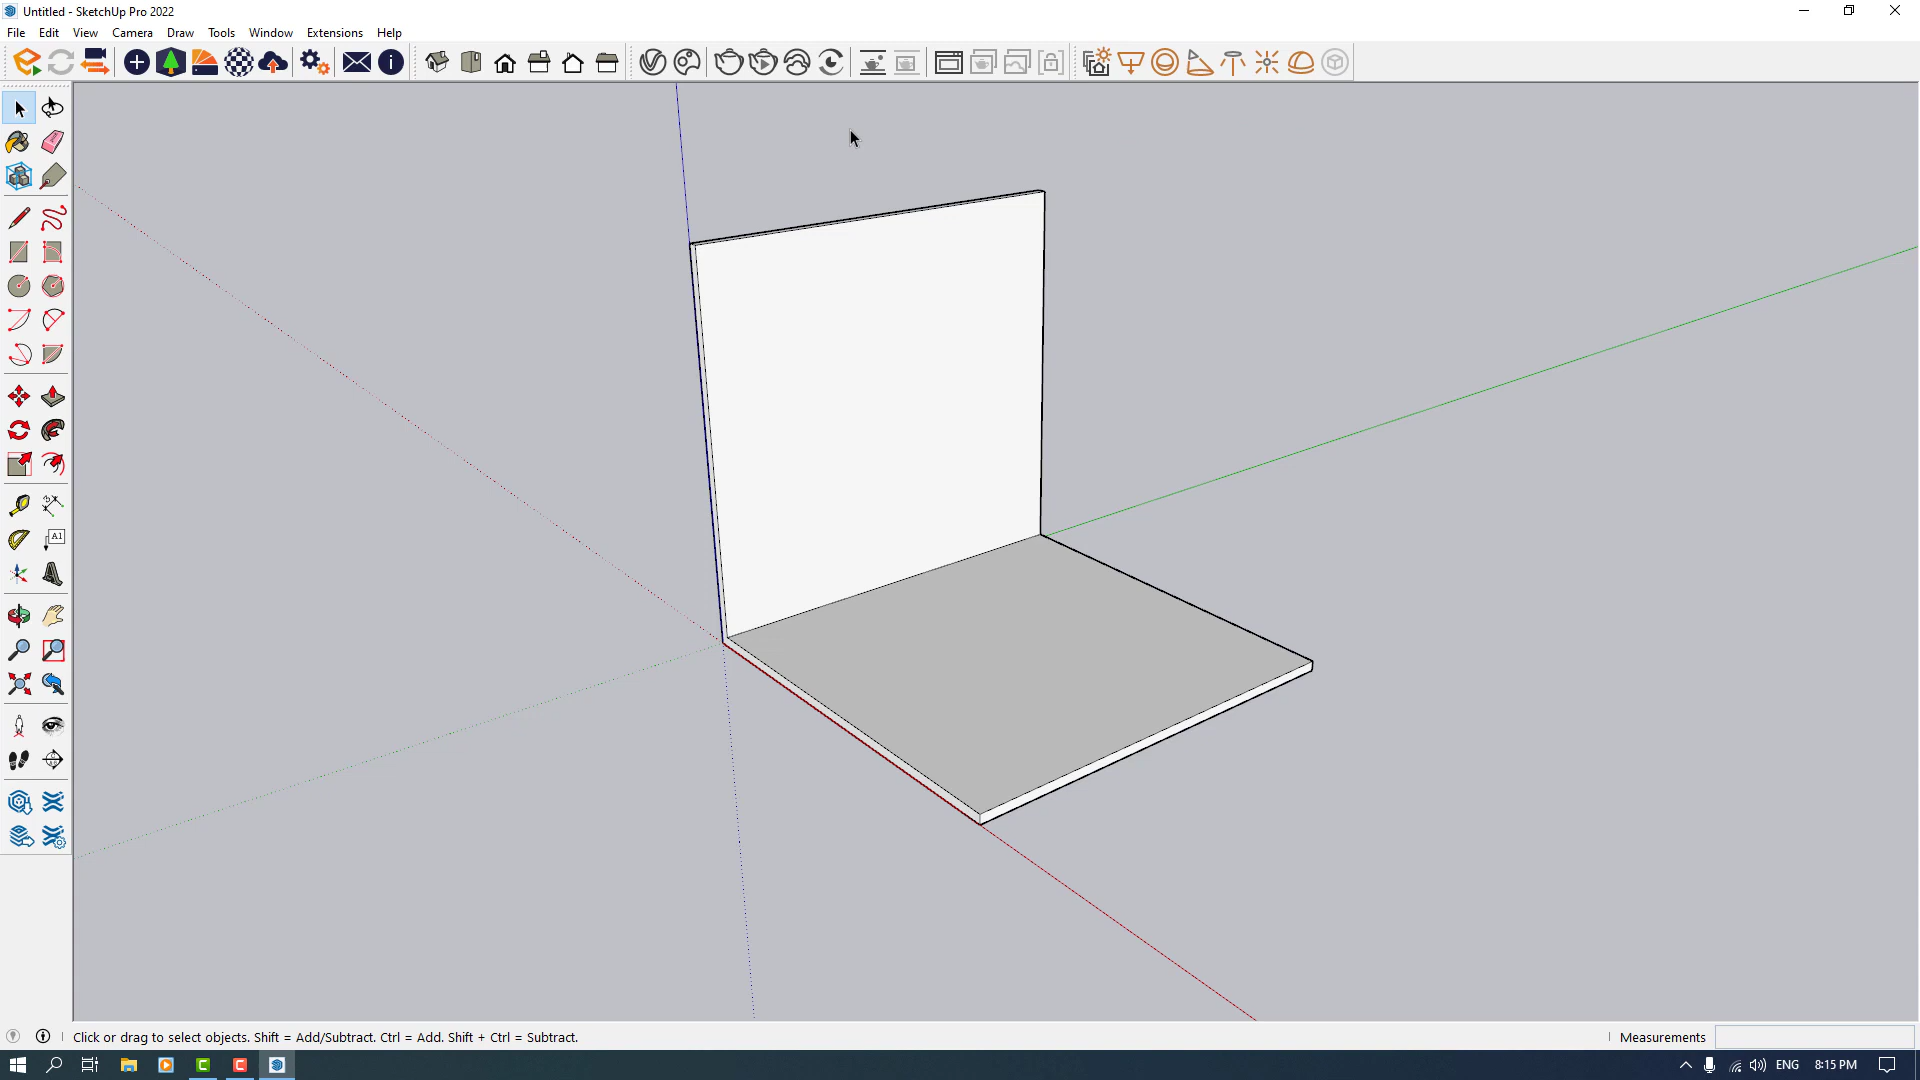 Untitled - SketchUp Pro 2022
File Edit View Camera Draw Tools Window Extensions Help
A1
Click or drag to select objects. Shift = Add/Subtract. Ctrl = Add. Shift + Ctrl = Subtract.
Measurements
ENG 8:15 PM